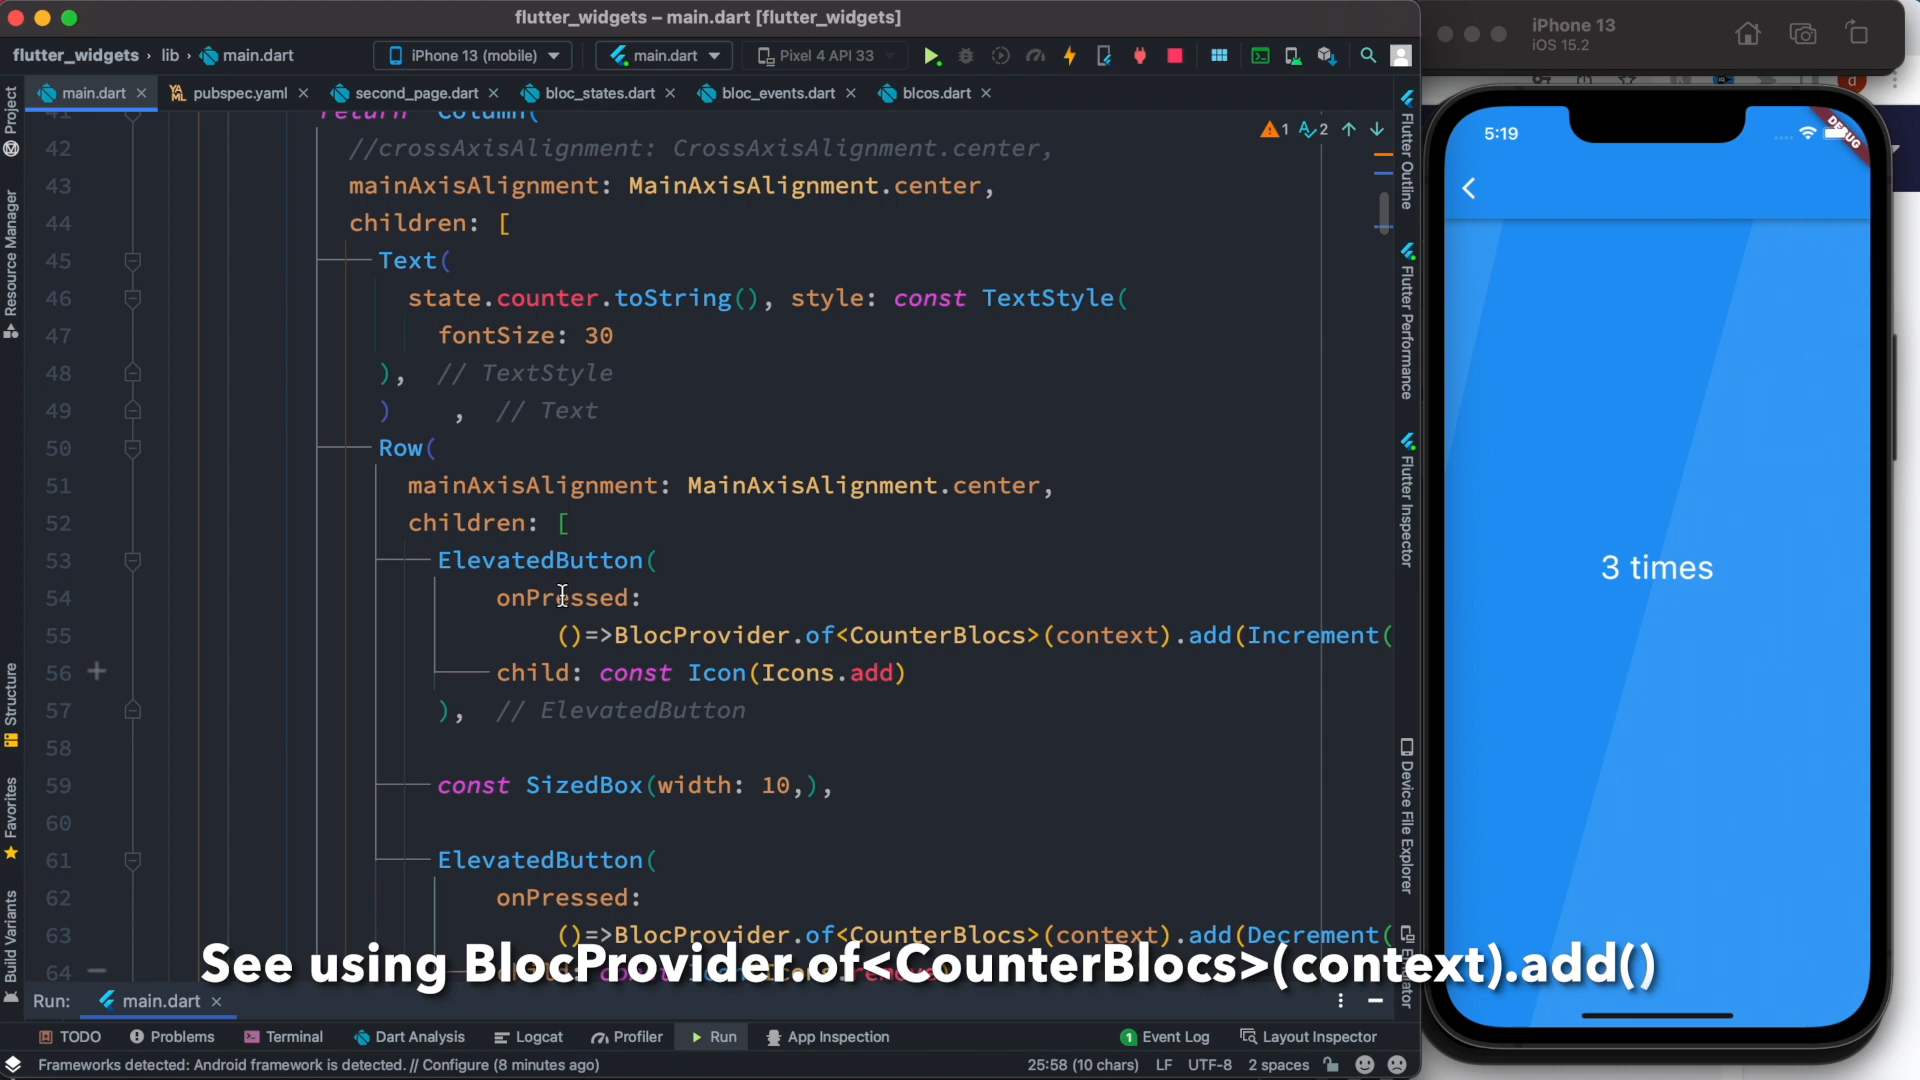 flutter_widgets – main.dart [flutter_widgets]
flutter_widgets › lib › main.dart
iPhone 13 (mobile)
main.dart
Pixel 4 API 33
main.dart
pubspec.yaml
second_page.dart
bloc_states.dart
bloc_events.dart
blcos.dart
1 2
41 return Column(
42 //crossAxisAlignment: CrossAxisAlignment.center,
43 mainAxisAlignment: MainAxisAlignment.center,
44 children: [
45 Text(
46 state.counter.toString(), style: const TextStyle(
47 fontSize: 30
48 ), // TextStyle
49 ) , // Text
50 Row(
51 mainAxisAlignment: MainAxisAlignment.center,
52 children: [
53 ElevatedButton(
54 onPressed:
55 ()=>BlocProvider.of<CounterBlocs>(context).add(Increment(
56 child: const Icon(Icons.add)
57 ), // ElevatedButton
58
59 const SizedBox(width: 10,),
60
61 ElevatedButton(
62 onPressed:
63 ()=>BlocProvider.of<CounterBlocs>(context).add(Decrement(
64
See using BlocProvider.of<CounterBlocs>(context).add()
Project
Resource Manager
Structure
Favorites
Build Variants
Flutter Outline
Flutter Performance
Flutter Inspector
Device File Explorer
Run: main.dart
TODO
Problems
Terminal
Dart Analysis
Logcat
Profiler
Run
App Inspection
1 Event Log
Layout Inspector
Frameworks detected: Android framework is detected. // Configure (8 minutes ago)
25:58 (10 chars) LF UTF-8 2 spaces
iPhone 13
iOS 15.2
5:19
DEBUG
3 times